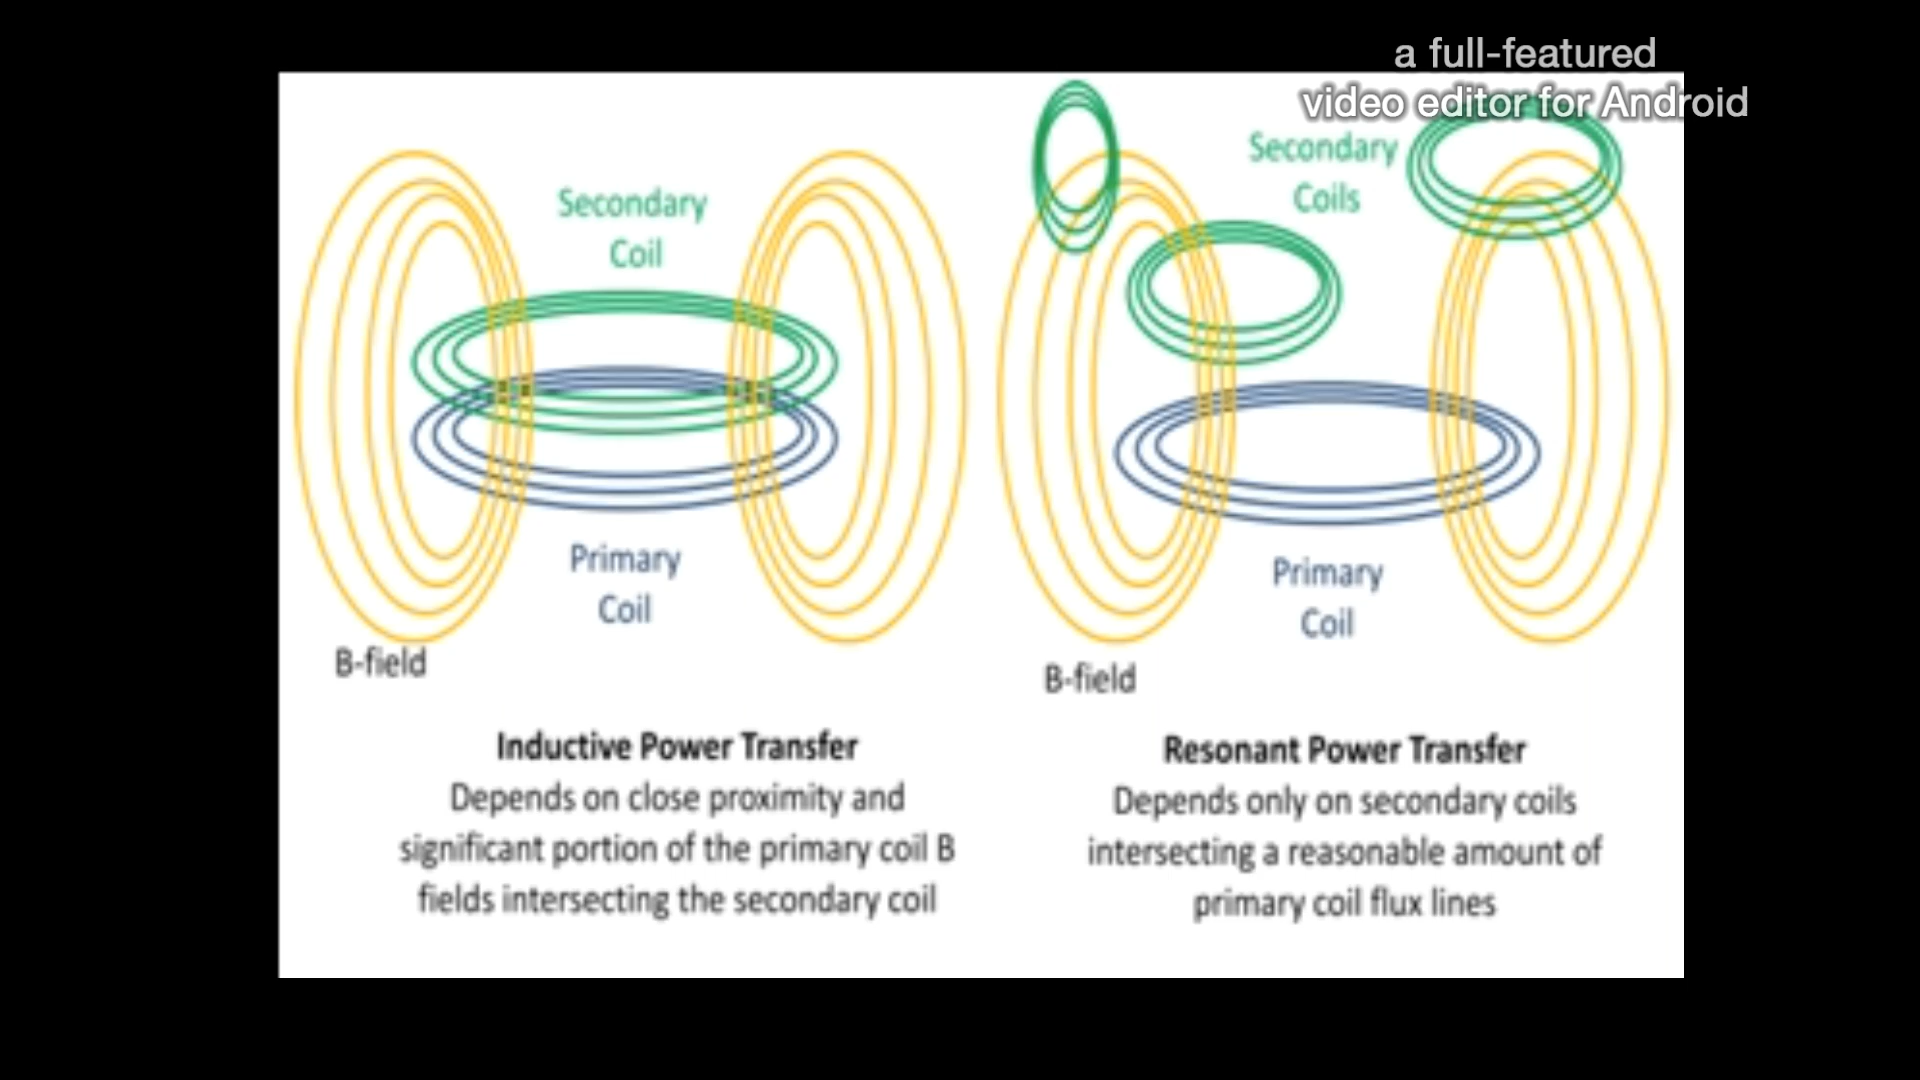 a full-featured
video editor for Android
Secondary
Coil
Primary
Coil
B-field
Inductive Power Transfer
Depends on close proximity and
significant portion of the primary coil B
fields intersecting the secondary coil
Secondary
Coils
Primary
Coil
B-field
Resonant Power Transfer
Depends only on secondary coils
intersecting a reasonable amount of
primary coil flux lines